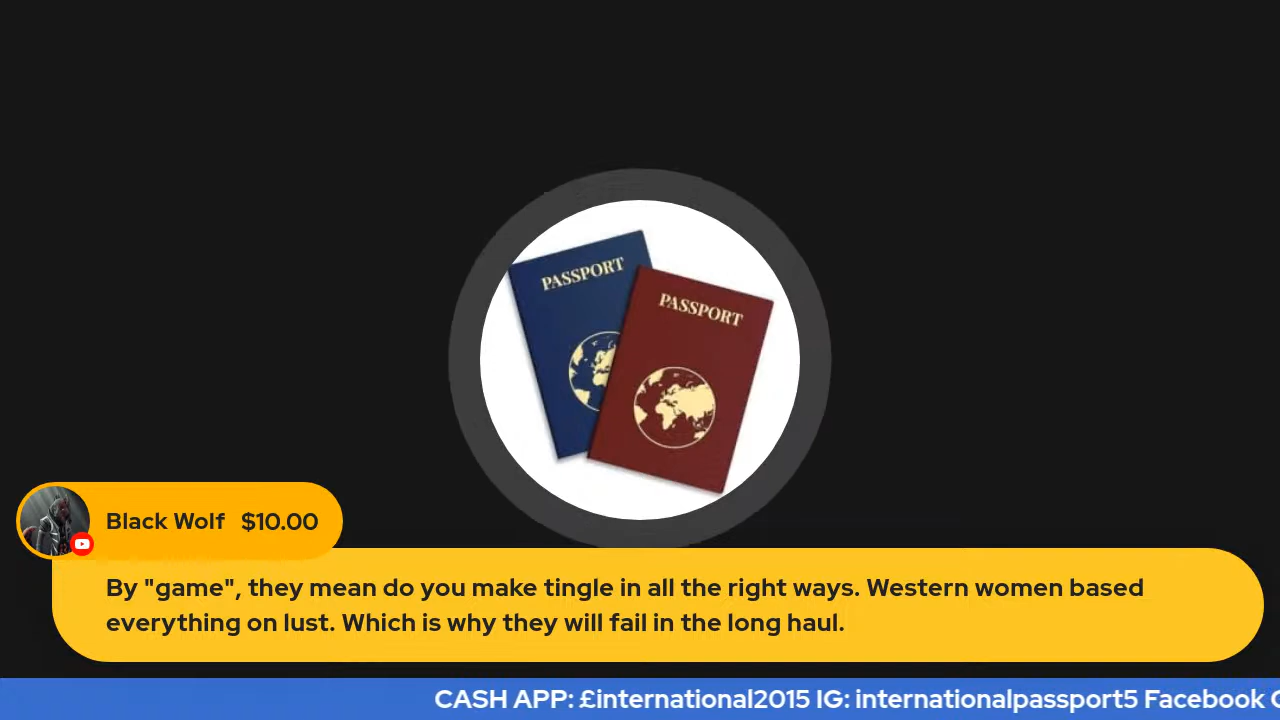 PASSPORT
PASSPORT
Black Wolf $10.00
By "game", they mean do you make tingle in all the right ways. Western women based
everything on lust. Which is why they will fail in the long haul.
CASH APP: £international2015 IG: internationalpassport5 Facebook